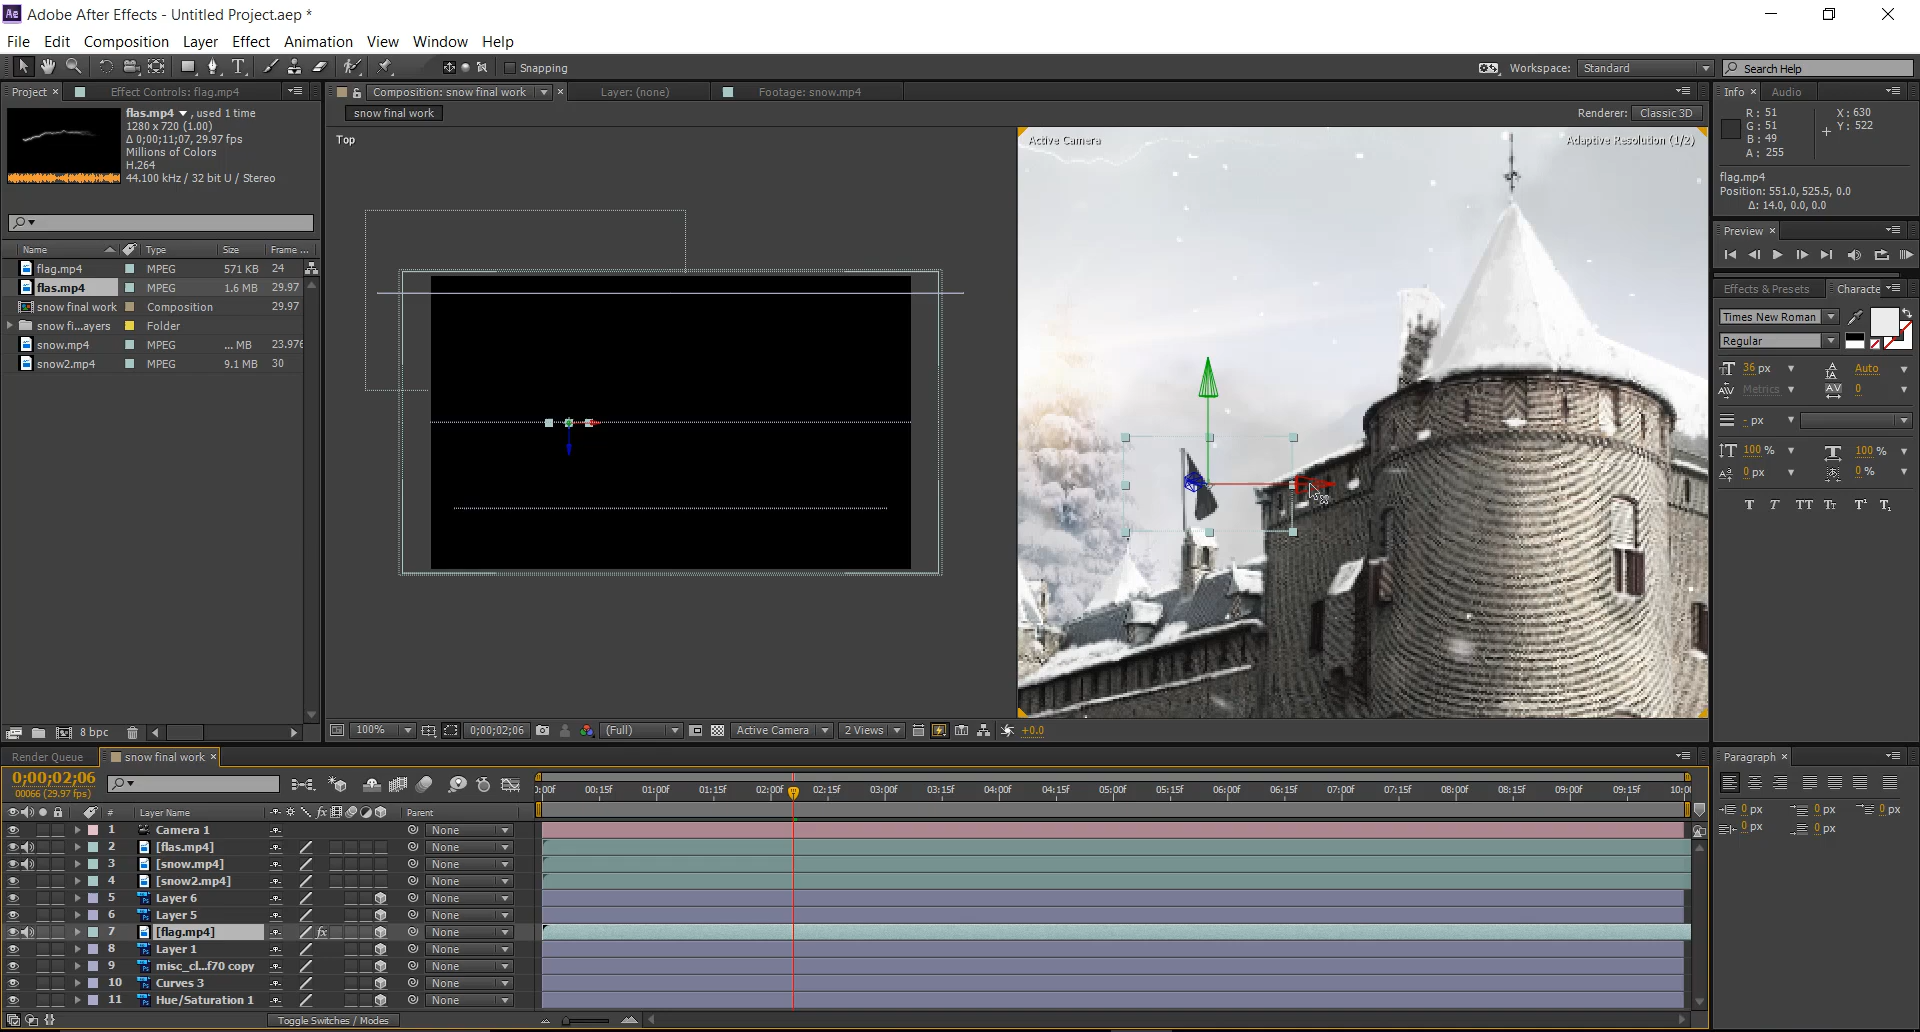 Ae Adobe After Effects - Untitled Project.aep *
File Edit Composition Layer Effect Animation View Window Help
Snapping
Workspace: Standard
Search Help
Project × Effect Controls: flag.mp4
flas.mp4 ▼ , used 1 time
1280 x 720 (1.00)
Δ 0;00;11;07, 29.97 fps
Millions of Colors
H.264
44.100 kHz / 32 bit U / Stereo
Name Type Size Frame ...
flag.mp4 MPEG 571 KB 24
flas.mp4 MPEG 1.6 MB 29.97
snow final work Composition 29.97
snow fi...ayers Folder
snow.mp4 MPEG ... MB 23.976
snow2.mp4 MPEG 9.1 MB 30
8 bpc
Composition: snow final work × Layer: (none) Footage: snow.mp4
snow final work
Renderer: Classic 3D
Top
Active Camera
Adaptive Resolution (1/2)
100% 0;00;02;06 (Full) Active Camera 2 Views +0.0
Info × Audio
R: 51 X: 630
G: 51 Y: 522
B: 49
A: 255
flag.mp4
Position: 551.0, 525.5, 0.0
Δ: 14.0, 0.0, 0.0
Preview ×
Effects & Presets Characte
Times New Roman
Regular
36 px Auto
Metrics 0
- px
100 % 100 %
0 px 0 %
T T TT Tt T¹ T₁
Render Queue snow final work ×
0;00;02;06
00066 (29.97 fps)
# Layer Name fx Parent
:00f 00:15f 01:00f 01:15f 02:00f 02:15f 03:00f 03:15f 04:00f 04:15f 05:00f 05:15f 06:00f 06:15f 07:00f 07:15f 08:00f 08:15f 09:00f 09:15f 10:0
1 Camera 1 None
2 [flas.mp4] None
3 [snow.mp4] None
4 [snow2.mp4] None
5 Layer 6 None
6 Layer 5 None
7 [flag.mp4] fx None
8 Layer 1 None
9 misc_cl...f70 copy None
10 Curves 3 None
11 Hue/Saturation 1 None
Toggle Switches / Modes
Paragraph ×
0 px 0 px 0 px
0 px 0 px